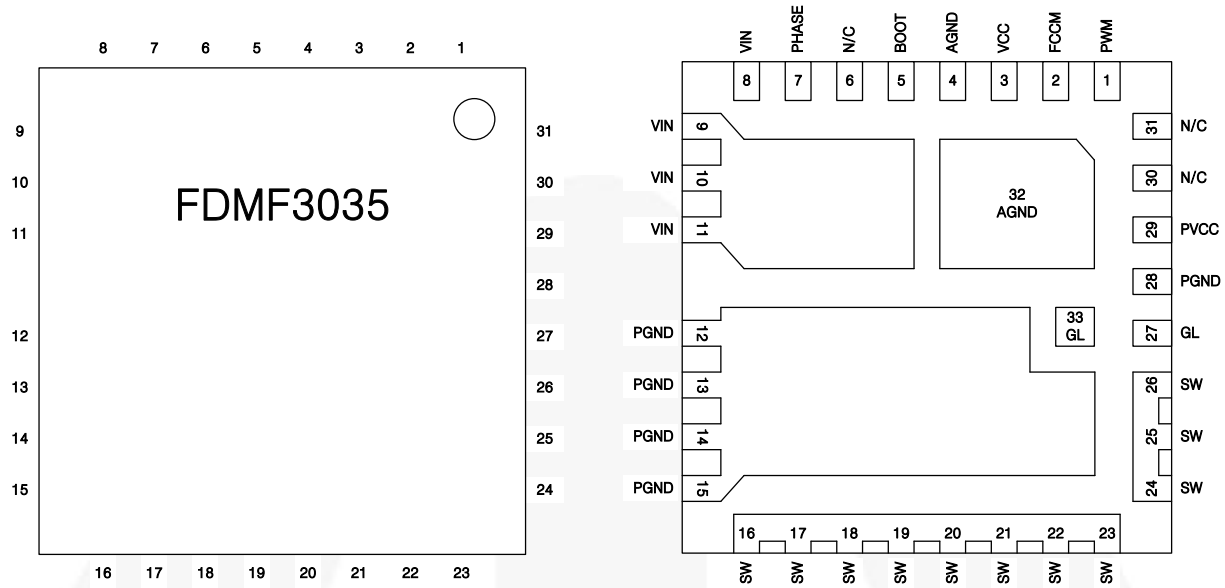 8 7 6 5 4 3 2 1
9 31
10 30
11 29
28
12 27
13 26
14 25
15 24
16 17 18 19 20 21 22 23
FDMF3035
VIN PHASE N/C BOOT AGND VCC FCCM PWM
8 7 6 5 4 3 2 1
VIN 9 31 N/C
VIN 10 30 N/C
VIN 11 29 PVCC
32
AGND
28 PGND
33
GL
PGND 12 27 GL
PGND 13 26 SW
PGND 14 25 SW
PGND 15 24 SW
16 17 18 19 20 21 22 23
SW SW SW SW SW SW SW SW